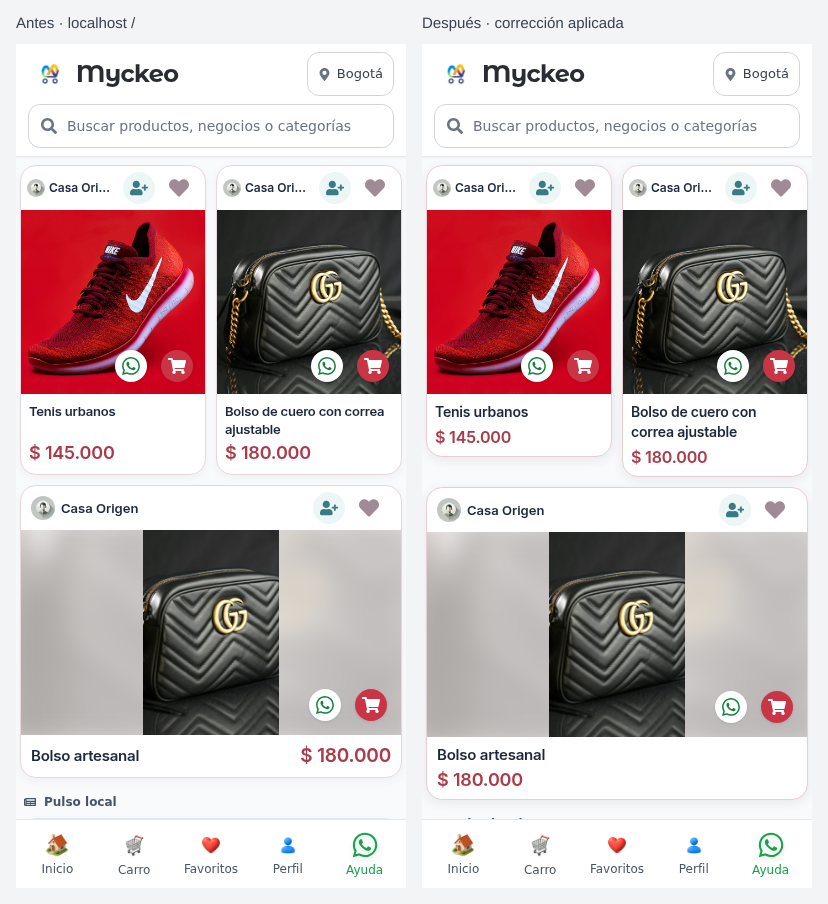 Antes · localhost /
Myckeo
Bogotá
Buscar productos, negocios o categorías
Casa Ori...
Casa Ori...
NIKE
Tenis urbanos
$ 145.000
Bolso de cuero con correa
ajustable
$ 180.000
Casa Origen
Bolso artesanal
$ 180.000
Pulso local
Inicio
Carro
Favoritos
Perfil
Ayuda
Después · corrección aplicada
Myckeo
Bogotá
Buscar productos, negocios o categorías
Casa Ori...
Casa Ori...
NIKE
Tenis urbanos
$ 145.000
Bolso de cuero con
correa ajustable
$ 180.000
Casa Origen
Bolso artesanal
$ 180.000
Inicio
Carro
Favoritos
Perfil
Ayuda